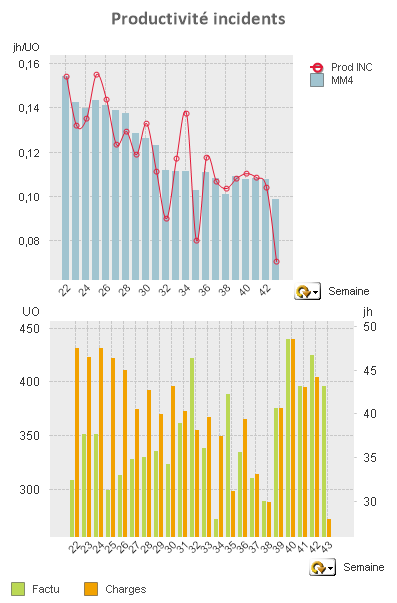 Productivité incidents
jh/UO
0,16
0,14
0,12
0,10
0,08
Prod INC
MM4
22 24 26 28 30 32 34 36 38 40 42
Semaine
UO jh
450 50
400 45
350 40
300 35
30
22 23 24 25 26 27 28 29 30 31 32 33 34 35 36 37 38 39 40 41 42 43
Semaine
Factu Charges